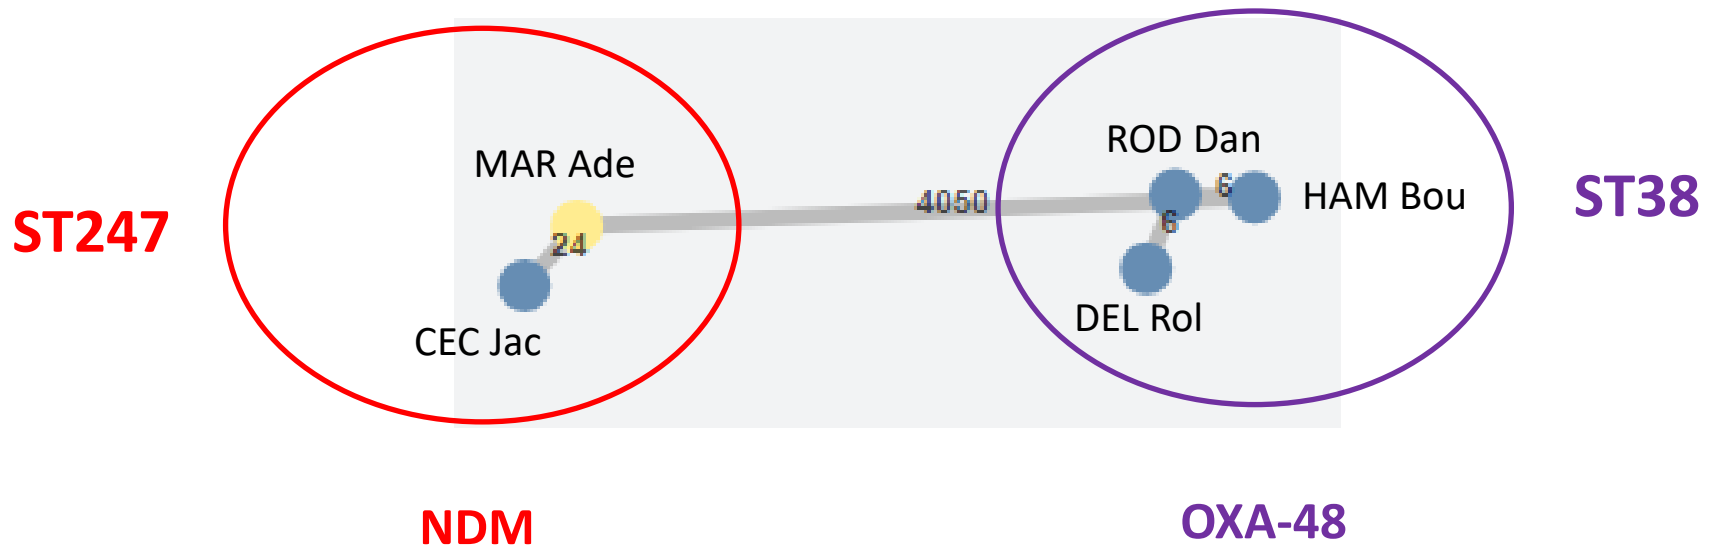 ROD Dan
MAR Ade
HAM Bou
ST38
ST247
4050
6
6
24
DEL Rol
CEC Jac
NDM
OXA-48